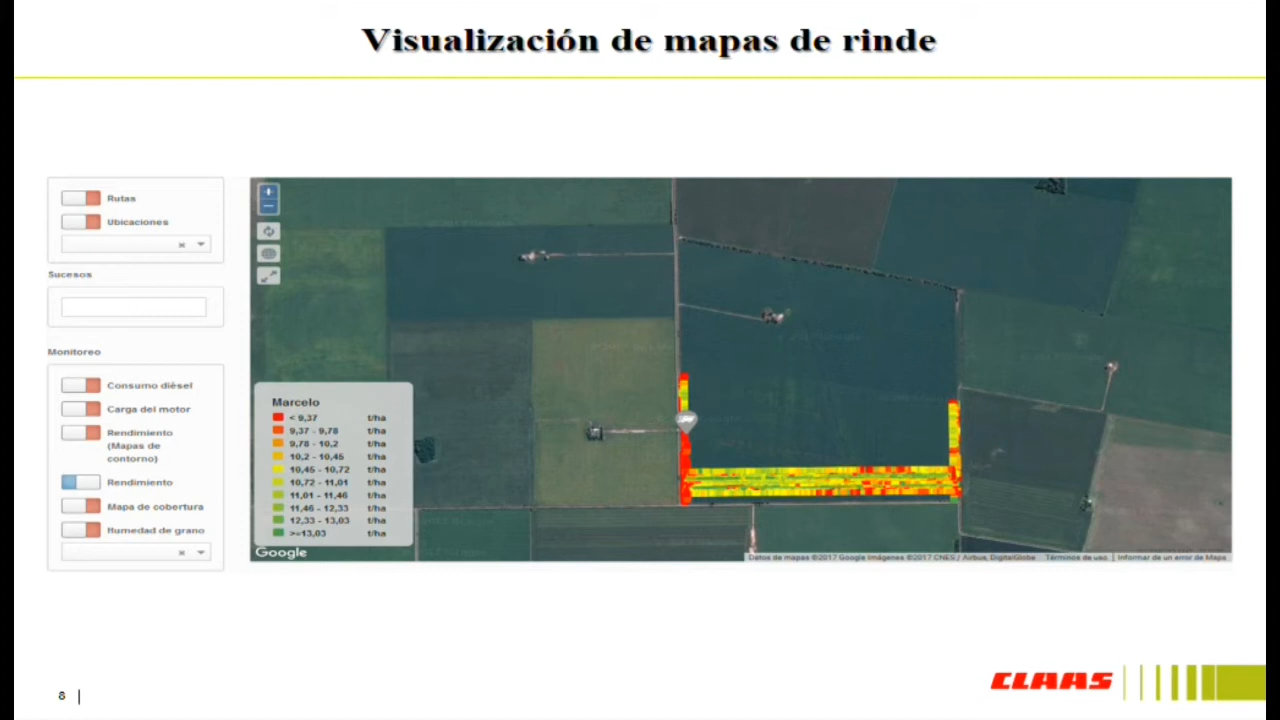 Visualización de mapas de rinde
Rutas
Ubicaciones
Sucesos
Monitoreo
Consumo diésel
Carga del motor
Rendimiento
(Mapas de
contorno)
Rendimiento
Mapa de cobertura
Humedad de grano
Marcelo
< 9,37 t/ha
9,37 - 9,78 t/ha
9,78 - 10,2 t/ha
10,2 - 10,45 t/ha
10,45 - 10,72 t/ha
10,72 - 11,01 t/ha
11,01 - 11,46 t/ha
11,46 - 12,33 t/ha
12,33 - 13,03 t/ha
>=13,03 t/ha
Google
Datos de mapas ©2017 Google Imágenes ©2017 CNES / Airbus, DigitalGlobe Términos de uso | Informar de un error de Maps
CLAAS
8 |